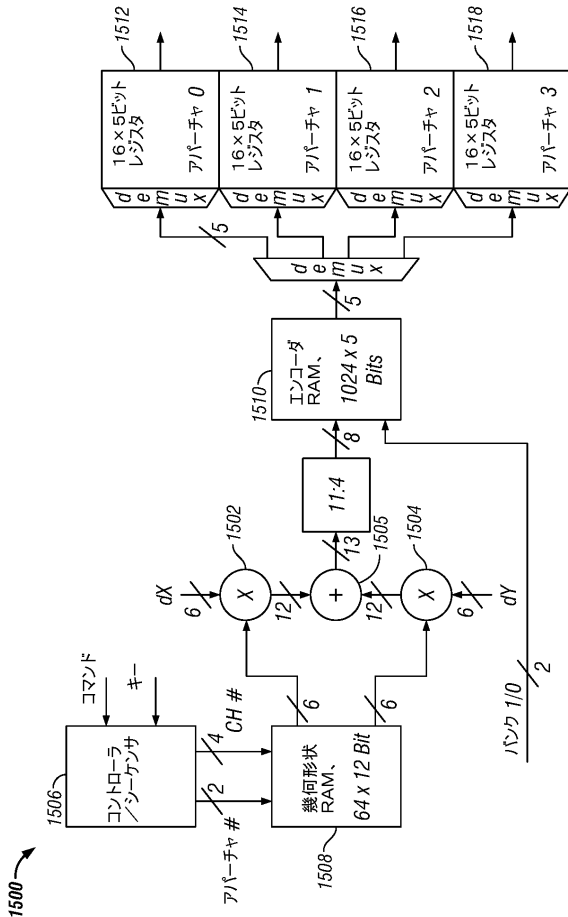 1500
1506
コントローラ
／シーケンサ
コマンド
キー
アパーチャ #
2
4
CH #
1508
幾何形状
RAM、
64 x 12 Bit
6
6
dX
6
X
1502
12
+
1505
12
X
1504
6
dY
13
11:4
8
バンク 1/0
2
1510
エンコーダ
RAM、
1024 x 5
Bits
5
demux
5
demux
16×5ビット
レジスタ
アパーチャ 0
1512
demux
16×5ビット
レジスタ
アパーチャ 1
1514
demux
16×5ビット
レジスタ
アパーチャ 2
1516
demux
16×5ビット
レジスタ
アパーチャ 3
1518